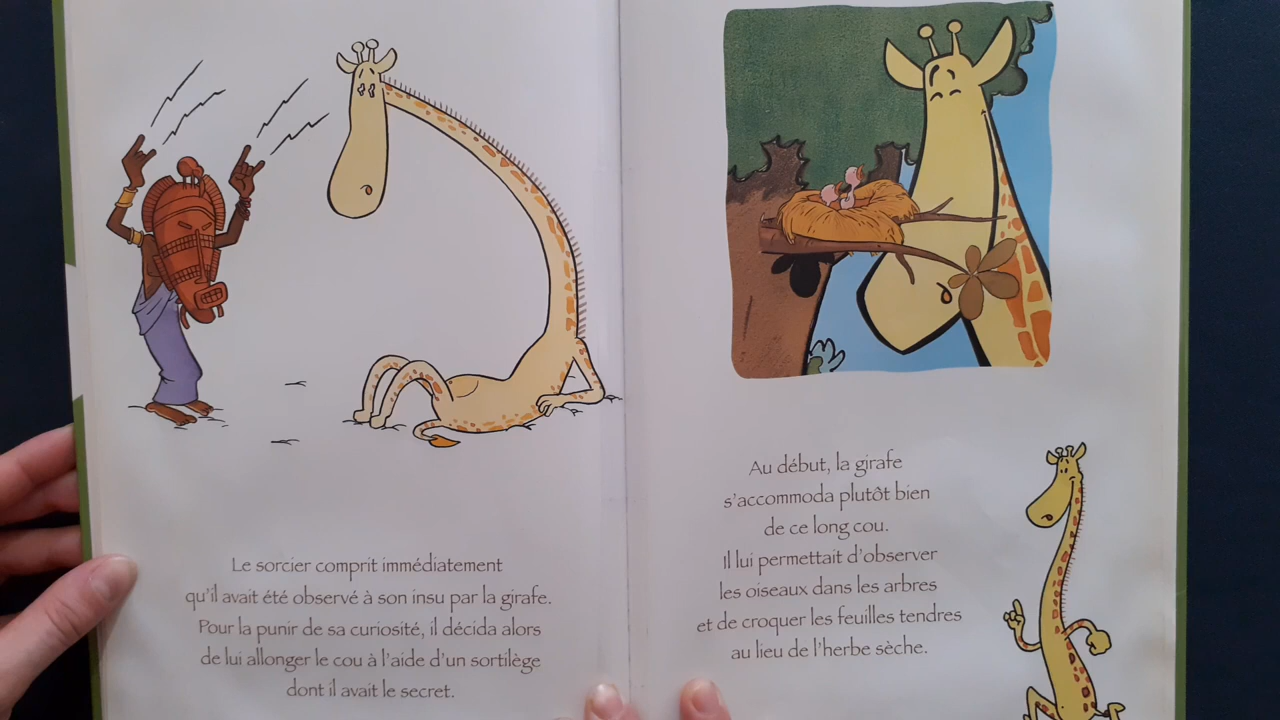 Le sorcier comprit immédiatement
qu'il avait été observé à son insu par la girafe.
Pour la punir de sa curiosité, il décida alors
de lui allonger le cou à l'aide d'un sortilège
dont il avait le secret.
Au début, la girafe
s'accommoda plutôt bien
de ce long cou.
Il lui permettait d'observer
les oiseaux dans les arbres
et de croquer les feuilles tendres
au lieu de l'herbe sèche.